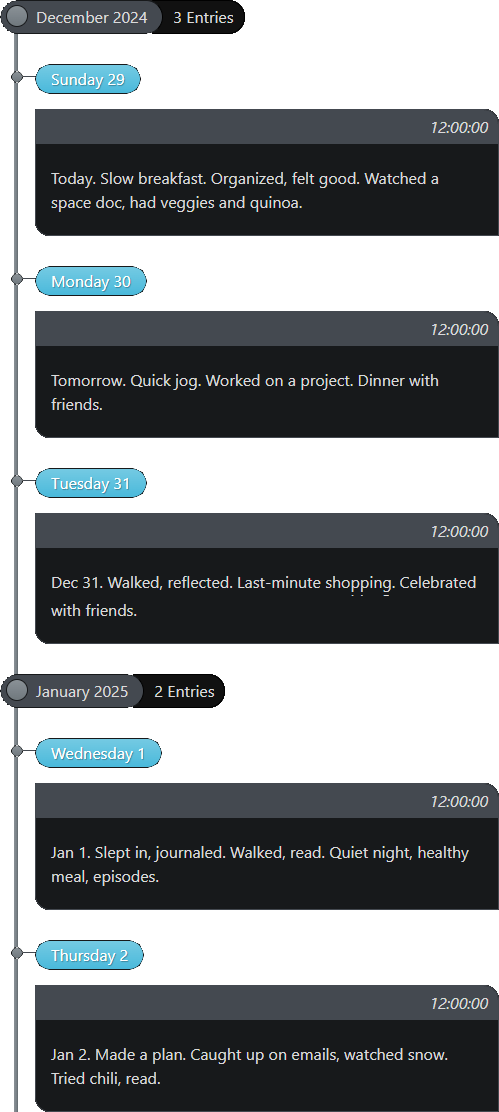 December 2024 3 Entries
Sunday 29
12:00:00
Today. Slow breakfast. Organized, felt good. Watched a
space doc, had veggies and quinoa.
Monday 30
12:00:00
Tomorrow. Quick jog. Worked on a project. Dinner with
friends.
Tuesday 31
12:00:00
Dec 31. Walked, reflected. Last-minute shopping. Celebrated
with friends.
January 2025 2 Entries
Wednesday 1
12:00:00
Jan 1. Slept in, journaled. Walked, read. Quiet night, healthy
meal, episodes.
Thursday 2
12:00:00
Jan 2. Made a plan. Caught up on emails, watched snow.
Tried chili, read.